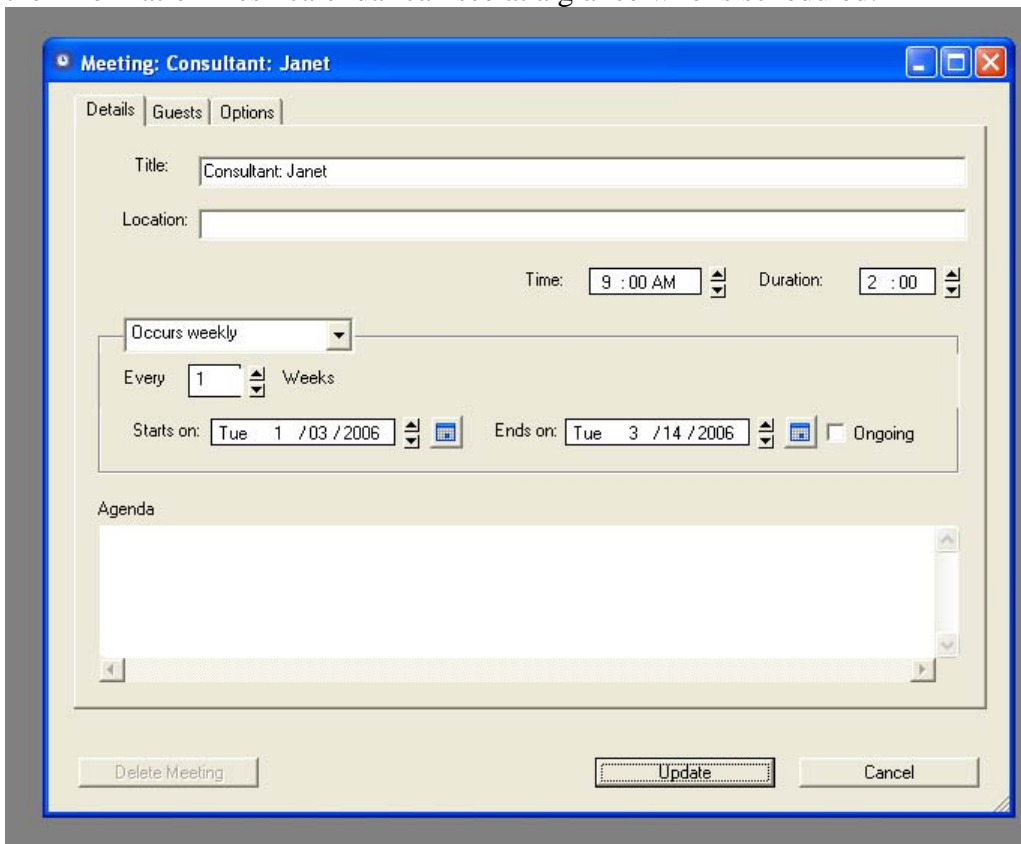 Meeting: Consultant: Janet
Details Guests Options
Title: Consultant: Janet
Location:
Time: 9 : 00 AM Duration: 2 : 00
Occurs weekly
Every 1 Weeks
Starts on: Tue 1 / 03 / 2006 Ends on: Tue 3 / 14 / 2006 Ongoing
Agenda
Delete Meeting Update Cancel